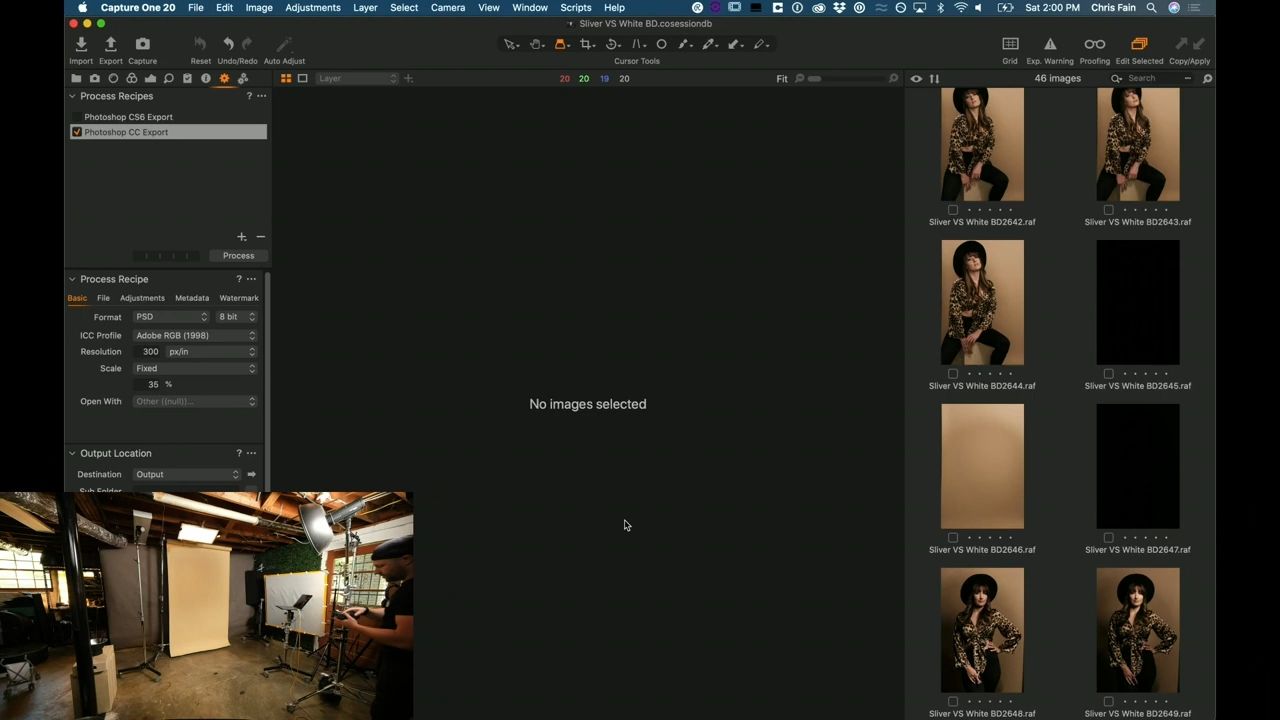 Capture One 20 File Edit Image Adjustments Layer Select Camera View Window Scripts Help Sat 2:00 PM Chris Fain
Sliver VS White BD.cosessiondb
Import Export Capture Reset Undo/Redo Auto Adjust Cursor Tools Grid Exp. Warning Proofing Edit Selected Copy/Apply
Layer 20 20 19 20 Fit 46 images Search
Process Recipes ?
Photoshop CS6 Export
Photoshop CC Export
Process
Process Recipe ?
Basic File Adjustments Metadata Watermark
Format PSD 8 bit
ICC Profile Adobe RGB (1998)
Resolution 300 px/in
Scale Fixed
35 %
Open With Other ((null))...
Output Location ?
Destination Output
Sub Folder
No images selected
Sliver VS White BD2642.raf Sliver VS White BD2643.raf
Sliver VS White BD2644.raf Sliver VS White BD2645.raf
Sliver VS White BD2646.raf Sliver VS White BD2647.raf
Sliver VS White BD2648.raf Sliver VS White BD2649.raf